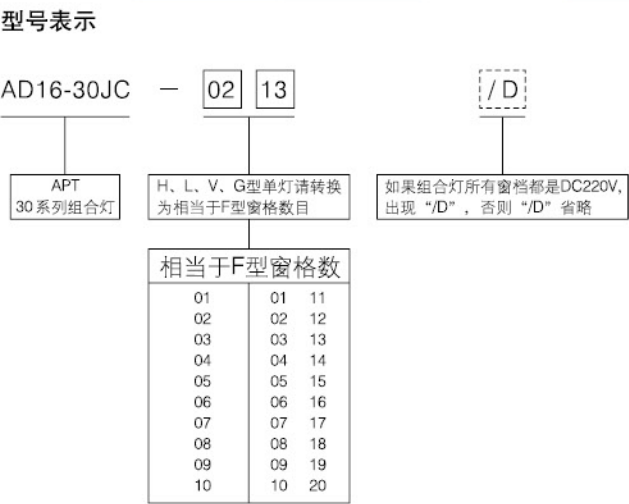 型号表示
AD16-30JC — 02 13 /D
APT
30系列组合灯
H、L、V、G型单灯请转换
为相当于F型窗格数目
如果组合灯所有窗档都是DC220V,
出现“/D”，否则“/D”省略
相当于F型窗格数
01 01 11
02 02 12
03 03 13
04 04 14
05 05 15
06 06 16
07 07 17
08 08 18
09 09 19
10 10 20